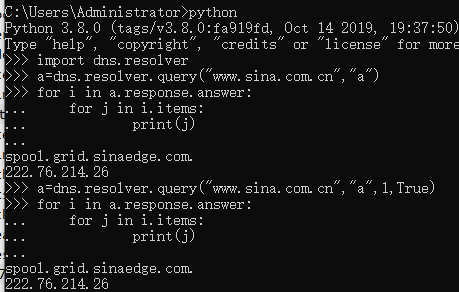 C:\Users\Administrator>python
Python 3.8.0 (tags/v3.8.0:fa919fd, Oct 14 2019, 19:37:50)
Type "help", "copyright", "credits" or "license" for more
>>> import dns.resolver
>>> a=dns.resolver.query("www.sina.com.cn","a")
>>> for i in a.response.answer:
...     for j in i.items:
...             print(j)
...
spool.grid.sinaedge.com.
222.76.214.26
>>> a=dns.resolver.query("www.sina.com.cn","a",1,True)
>>> for i in a.response.answer:
...     for j in i.items:
...             print(j)
...
spool.grid.sinaedge.com.
222.76.214.26